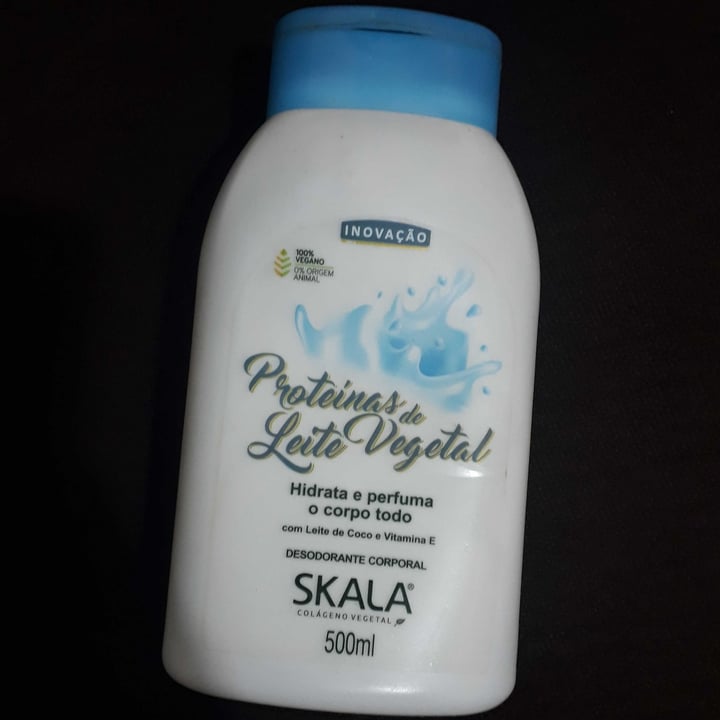 INOVAÇÃO
100%
VEGANO
0% ORIGEM
ANIMAL
Proteínas de
Leite Vegetal
Hidrata e perfuma
o corpo todo
com Leite de Coco e Vitamina E
DESODORANTE CORPORAL
SKALA®
COLÁGENO VEGETAL
500ml